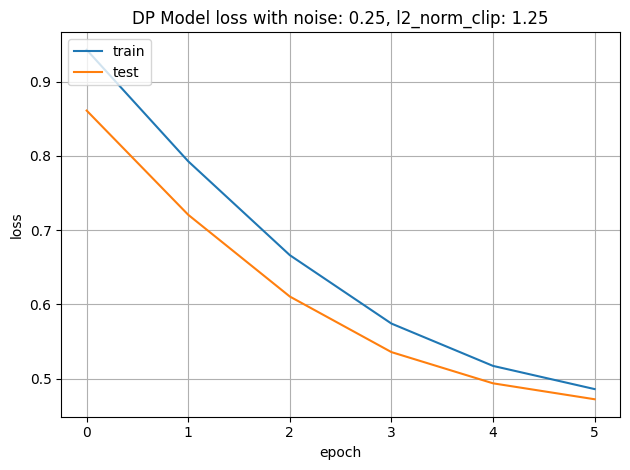 DP Model loss with noise: 0.25, l2_norm_clip: 1.25
train
test
0.9
0.8
0.7
0.6
0.5
loss
0 1 2 3 4 5
epoch